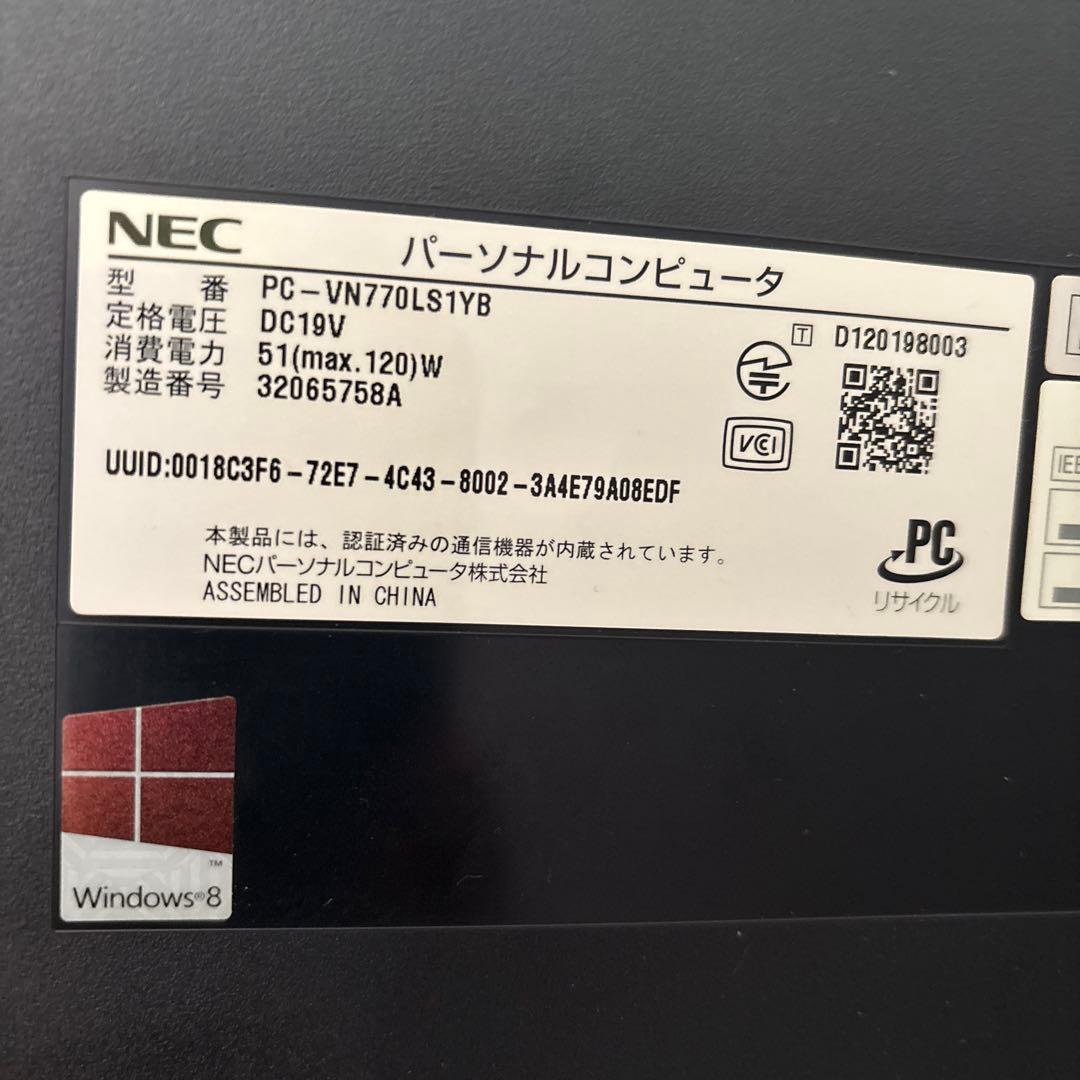 NEC パーソナルコンピュータ
型 番 PC-VN770LS1YB
定格電圧 DC19V
消費電力 51(max.120)W
製造番号 32065758A
T D120198003
VCI
UUID:0018C3F6-72E7-4C43-8002-3A4E79A08EDF
本製品には、認証済みの通信機器が内蔵されています。
NECパーソナルコンピュータ株式会社
ASSEMBLED IN CHINA
PC
リサイクル
IEE
TM
Windows®8